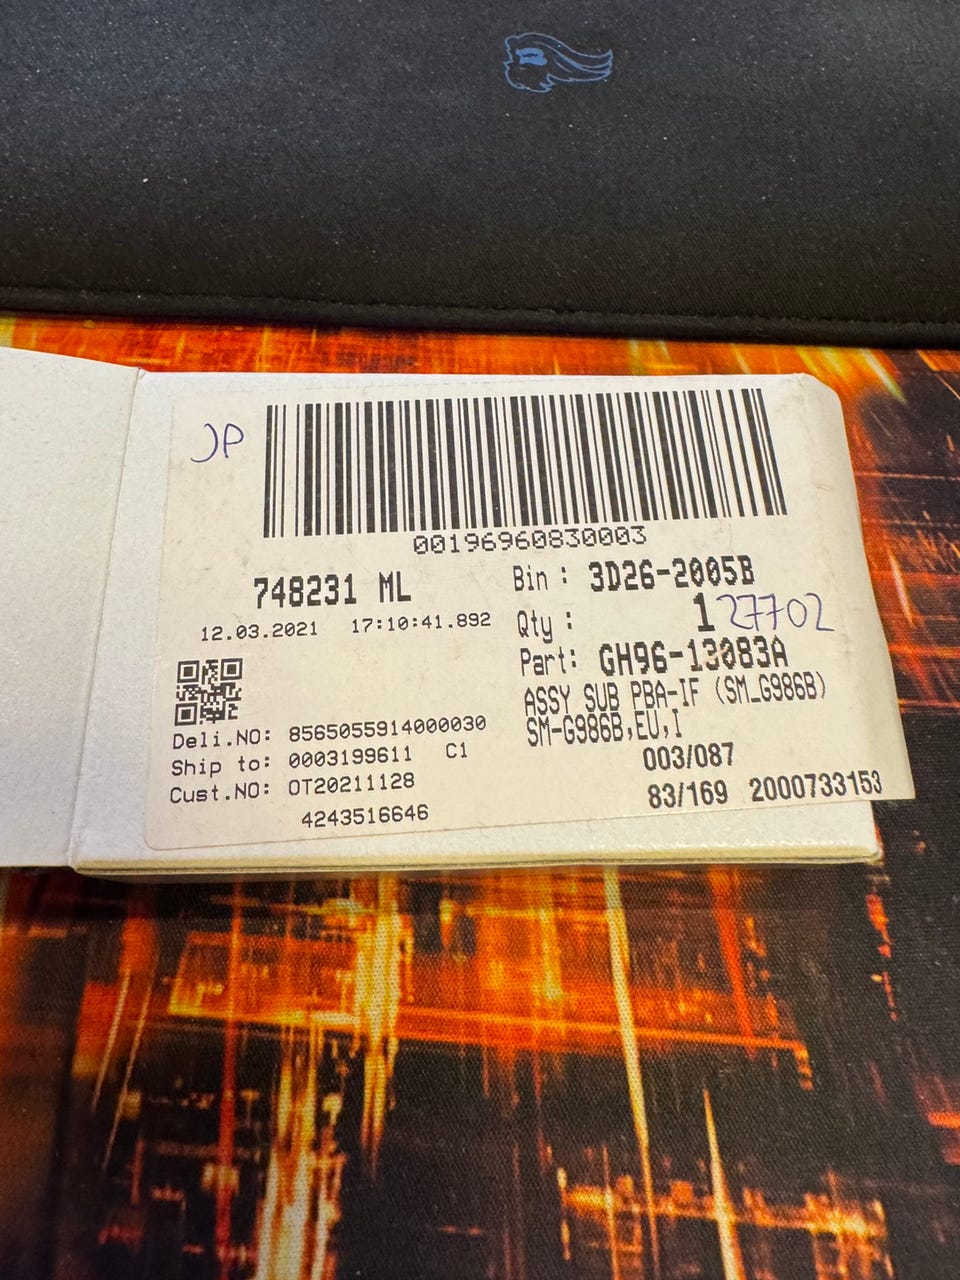 JP
00196960830003
748231 ML
12.03.2021 17:10:41.892
Bin : 3D26-2005B
Qty : 1 27702
Part: GH96-13083A
ASSY SUB PBA-IF (SM_G986B)
SM-G986B,EU,I
Deli.NO: 8565055914000030
Ship to: 0003199611 C1
Cust.NO: OT20211128
4243516646
003/087
83/169 2000733153